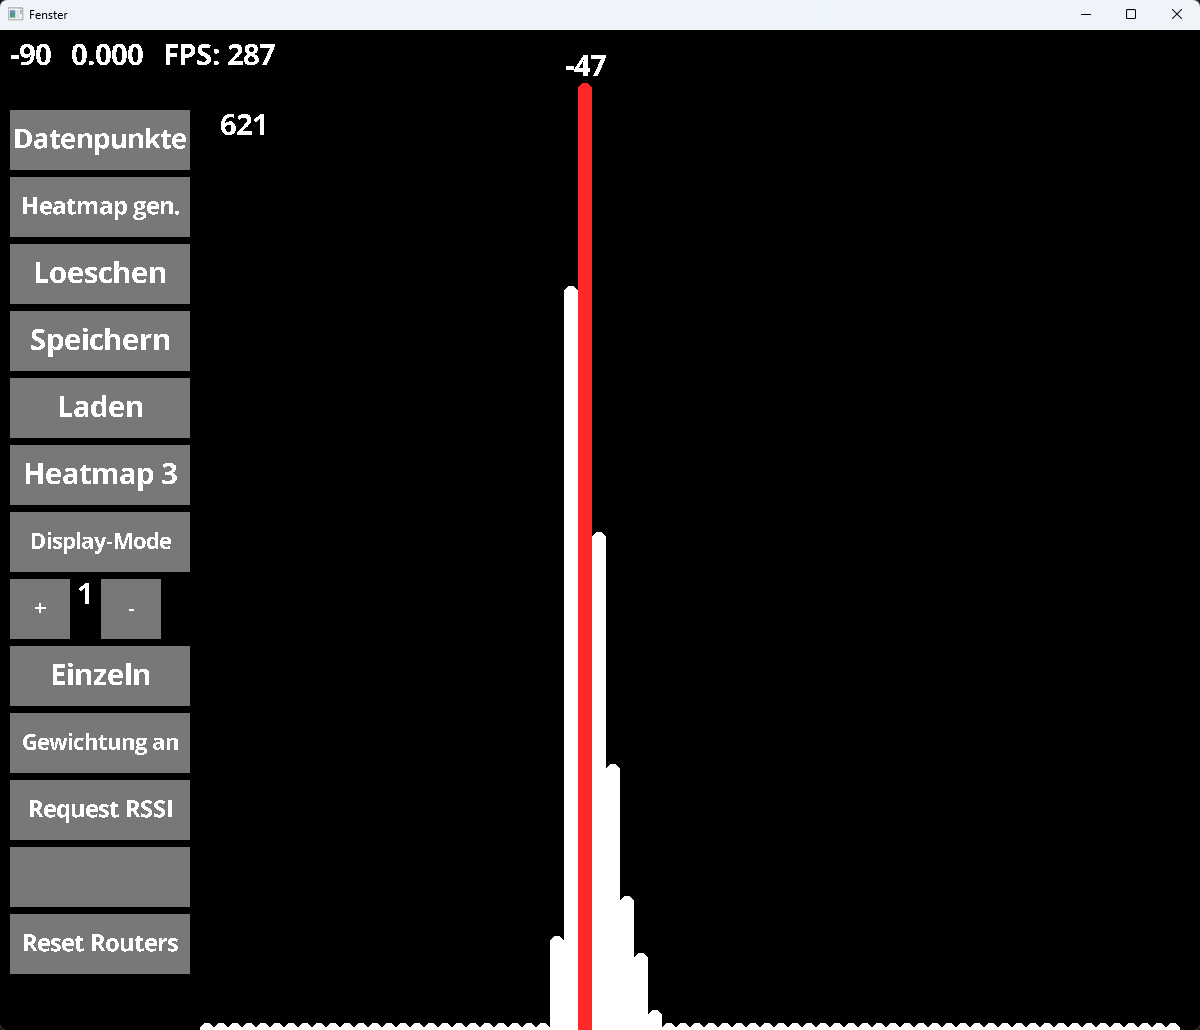 Fenster
-90 0.000 FPS: 287
-47
621
Datenpunkte
Heatmap gen.
Loeschen
Speichern
Laden
Heatmap 3
Display-Mode
+ 1 -
Einzeln
Gewichtung an
Request RSSI
Reset Routers